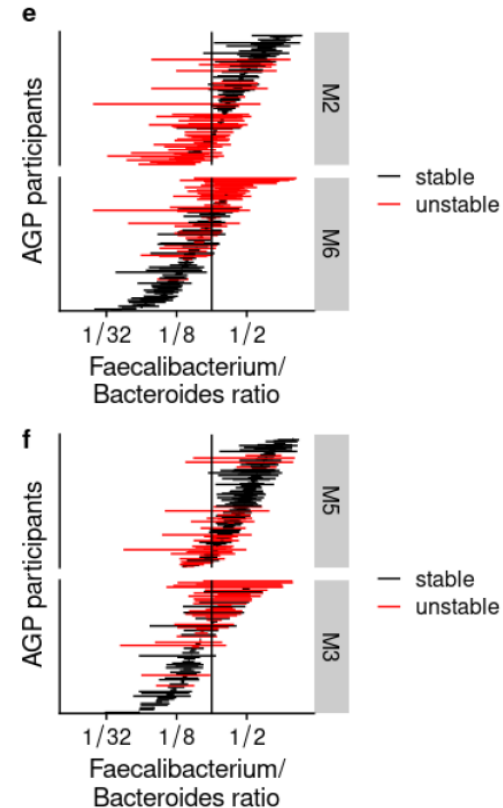 e
AGP participants
M2
M6
stable
unstable
1/32 1/8 1/2
Faecalibacterium/
Bacteroides ratio
f
AGP participants
M5
M3
stable
unstable
1/32 1/8 1/2
Faecalibacterium/
Bacteroides ratio